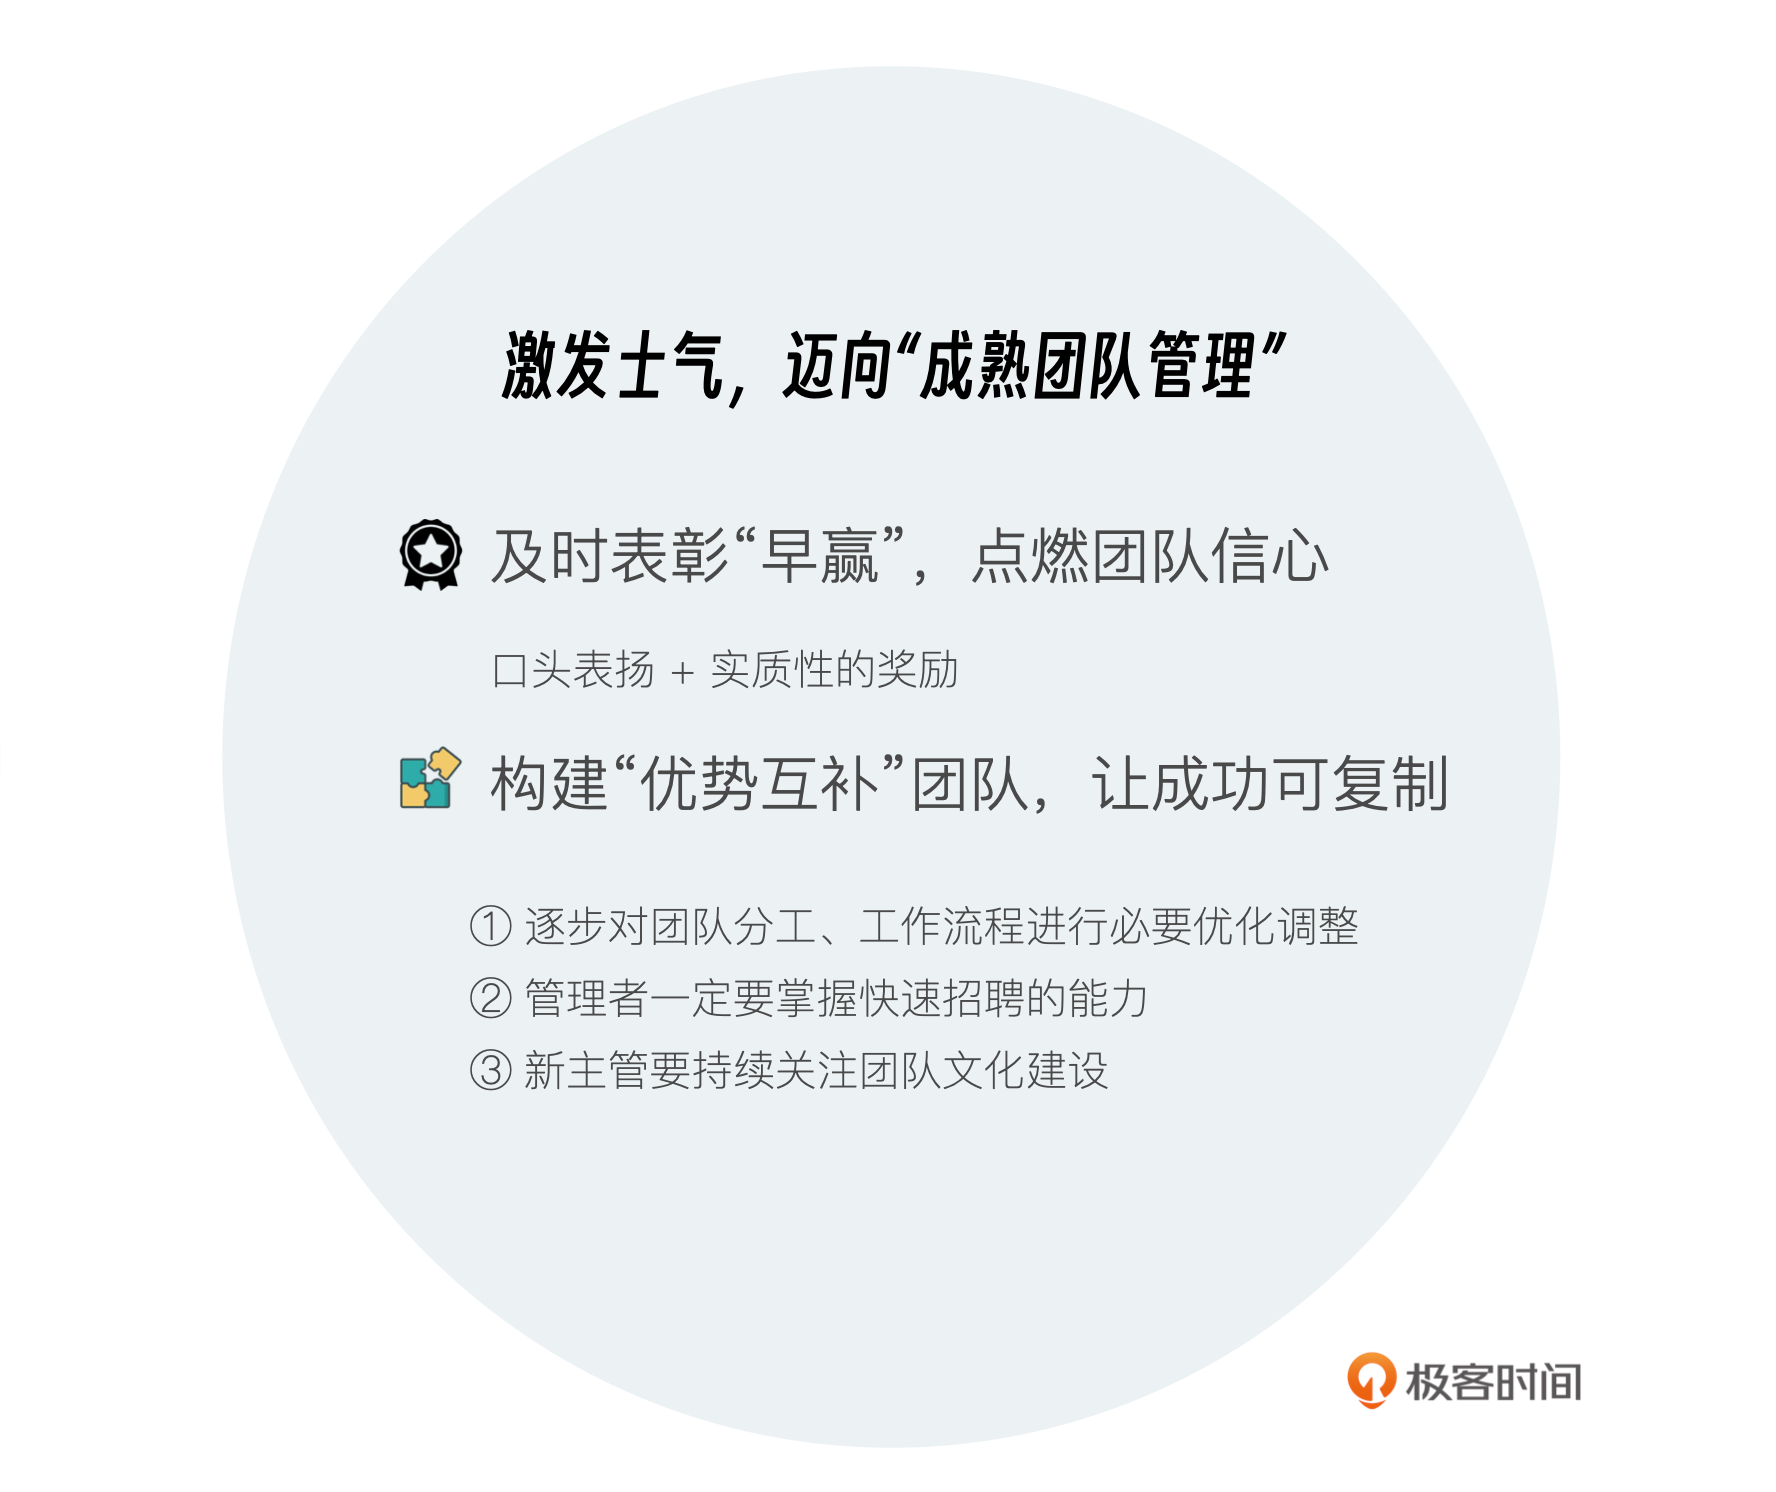 激发士气，迈向“成熟团队管理”
及时表彰“早赢”，点燃团队信心
口头表扬 + 实质性的奖励
构建“优势互补”团队，让成功可复制
① 逐步对团队分工、工作流程进行必要优化调整
② 管理者一定要掌握快速招聘的能力
③ 新主管要持续关注团队文化建设
极客时间